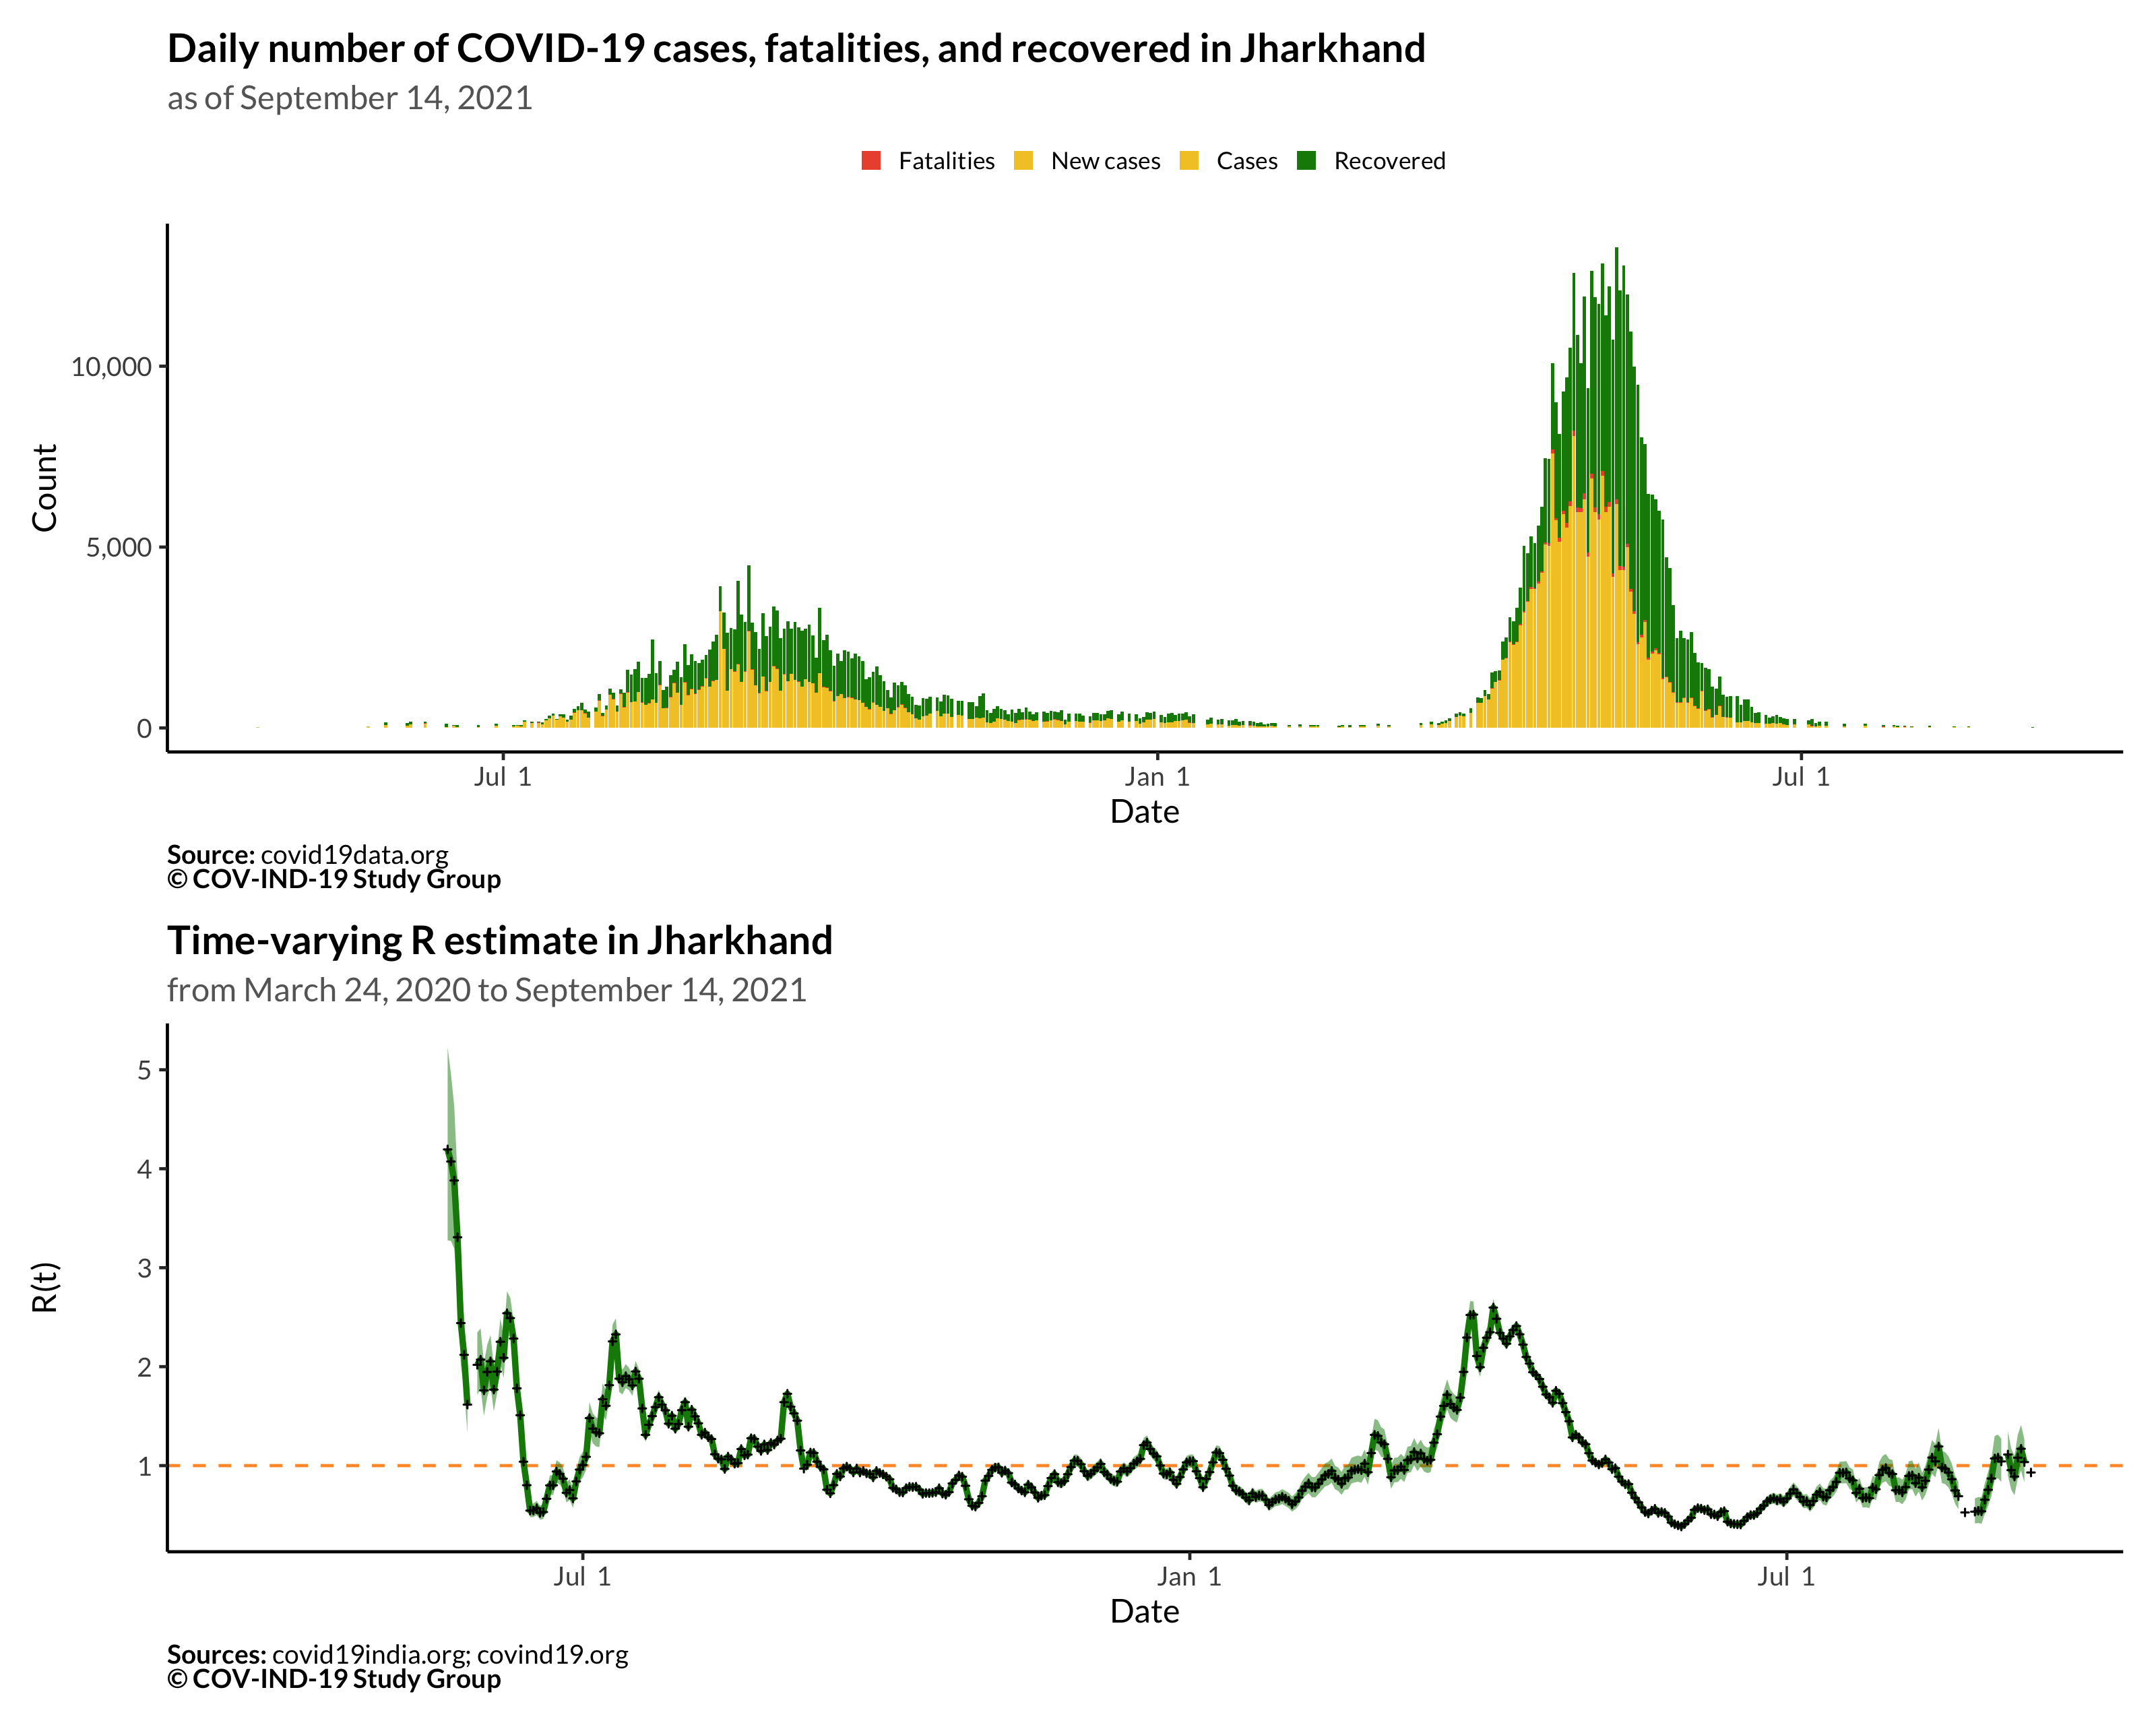 Daily number of COVID-19 cases, fatalities, and recovered in Jharkhand
as of September 14, 2021
Fatalities New cases Cases Recovered
10,000
5,000
0
Count
Jul 1 Jan 1 Jul 1
Date
Source: covid19data.org
© COV-IND-19 Study Group
Time-varying R estimate in Jharkhand
from March 24, 2020 to September 14, 2021
5
4
3
2
1
R(t)
Jul 1 Jan 1 Jul 1
Date
Sources: covid19india.org; covind19.org
© COV-IND-19 Study Group